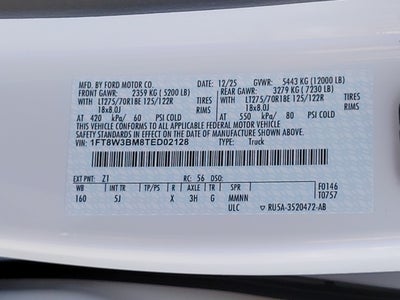 MFD. BY FORD MOTOR CO. 12/25 GVWR: 5443 KG (12000 LB)
FRONT GAWR: 2359 KG (5200 LB) REAR GAWR: 3279 KG (7230 LB)
WITH LT275/70R18E 125/122R TIRES WITH LT275/70R18E 125/122R TIRES
18x8.0J RIMS 18x8.0J RIMS
AT 420 kPa/ 60 PSI COLD AT 550 kPa/ 80 PSI COLD
THIS VEHICLE CONFORMS TO ALL APPLICABLE FEDERAL MOTOR VEHICLE
SAFETY STANDARDS IN EFFECT ON THE DATE OF MANUFACTURE SHOWN ABOVE.
VIN: 1FT8W3BM8TED02128 TYPE: Truck
EXT PNT: Z1 RC: 56 DSO:
WB INT TR TP/PS R AXLE TR SPR F0146
160 5J X 3H G MMNN T0757
ULC RU5A-3520472-AB